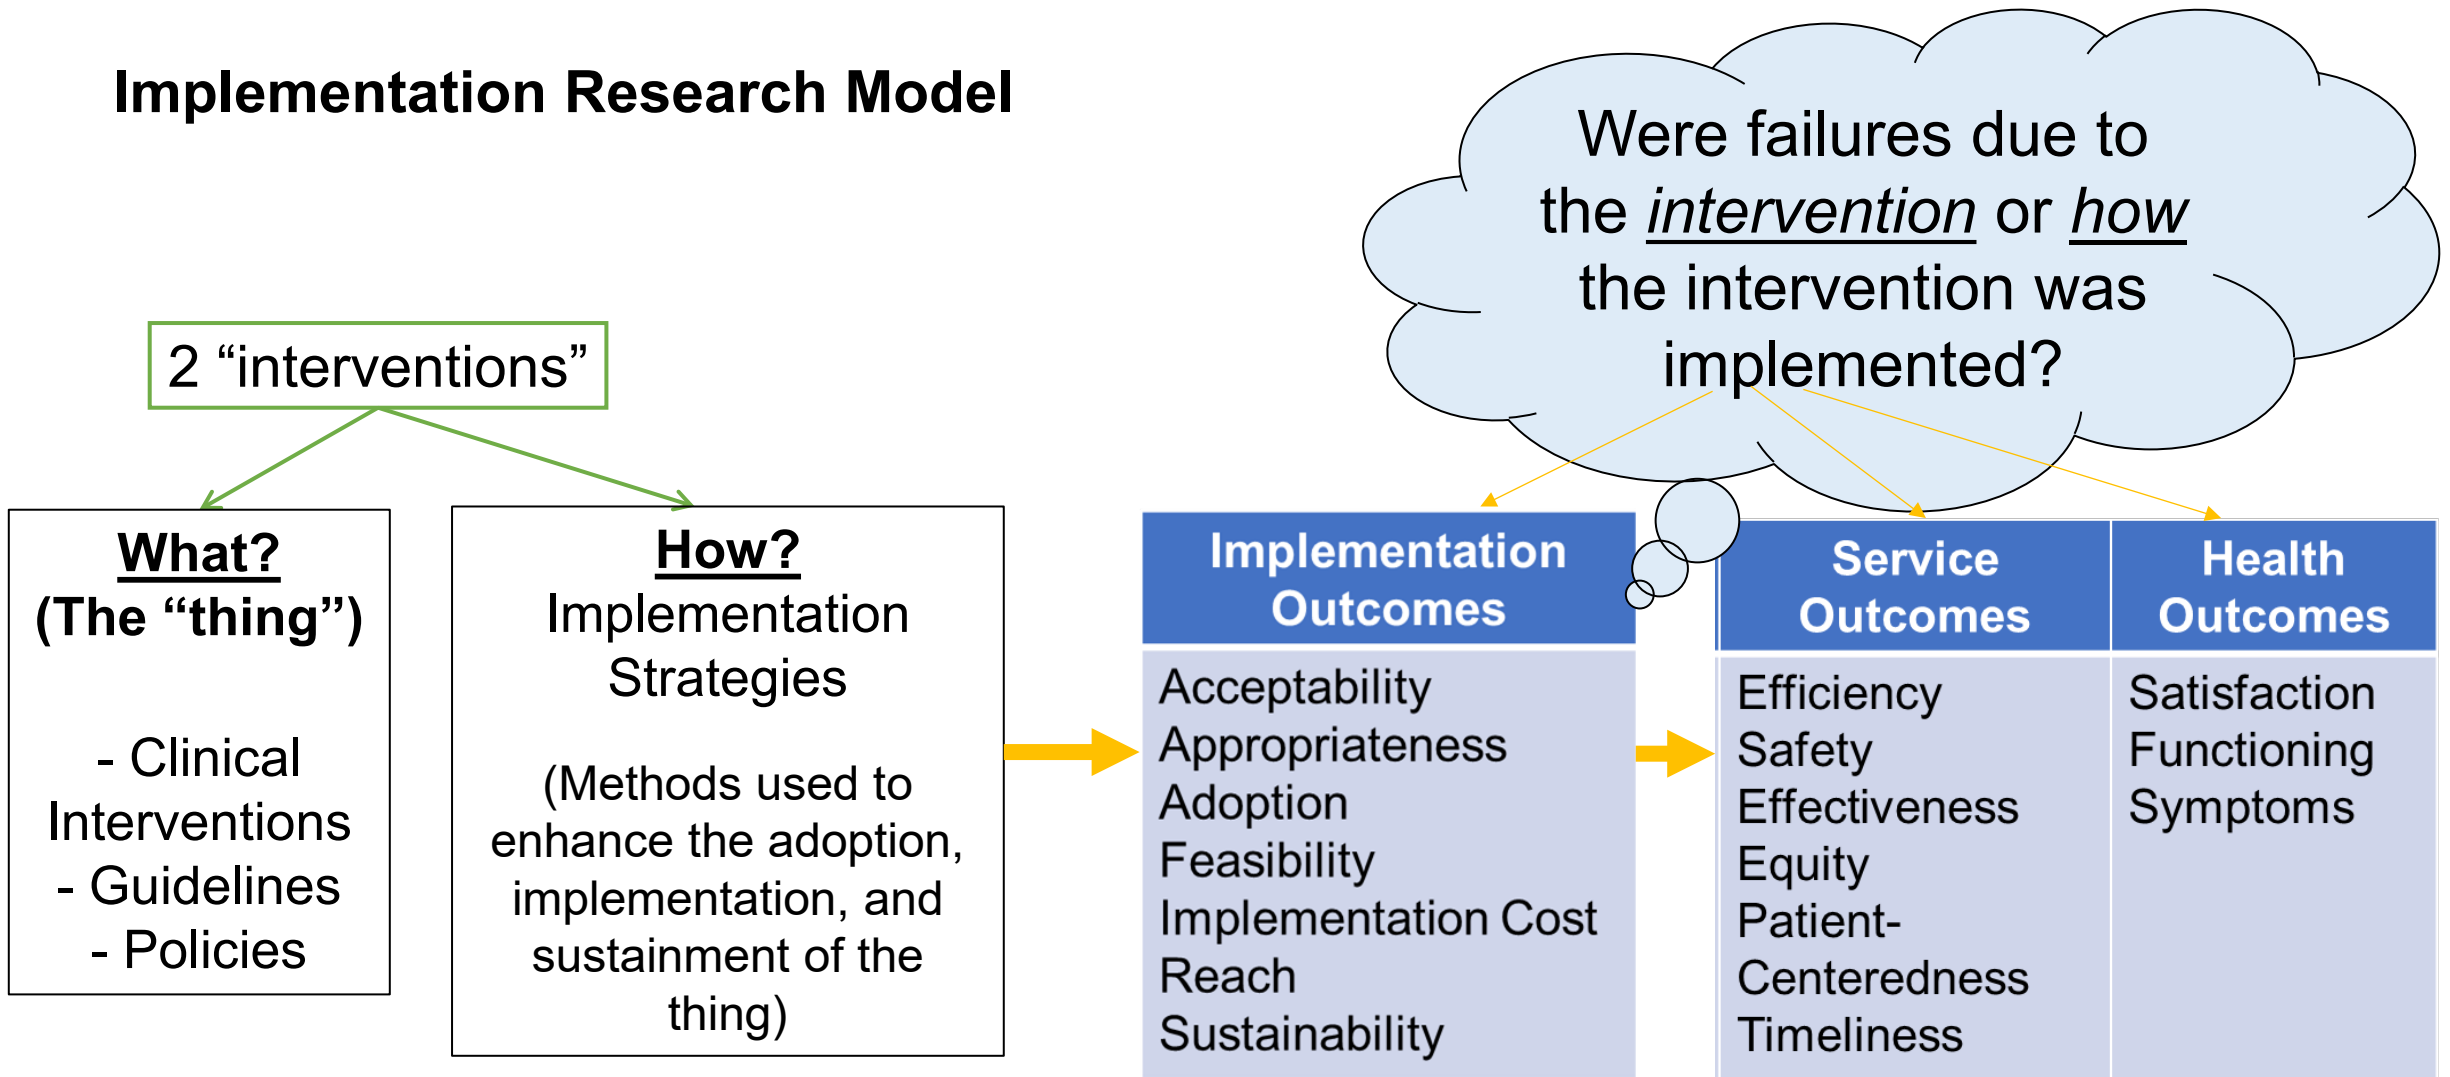 Implementation Research Model
Were failures due to
the intervention or how
the intervention was
implemented?
2 “interventions”
What?
(The “thing”)
- Clinical
Interventions
- Guidelines
- Policies
How?
Implementation
Strategies
(Methods used to
enhance the adoption,
implementation, and
sustainment of the
thing)
Implementation
Outcomes
Acceptability
Appropriateness
Adoption
Feasibility
Implementation Cost
Reach
Sustainability
Service
Outcomes
Efficiency
Safety
Effectiveness
Equity
Patient-
Centeredness
Timeliness
Health
Outcomes
Satisfaction
Functioning
Symptoms